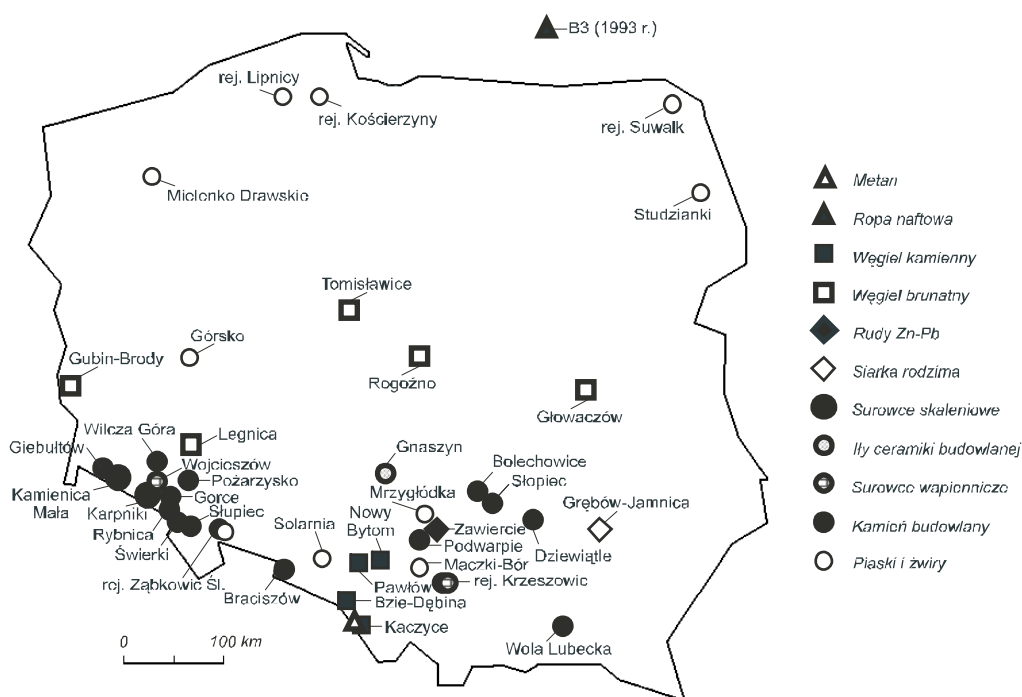 B3 (1993 r.)
rej. Lipnicy
rej. Kościerzyny
rej. Suwałk
Mielenko Drawskie
Studzianki
Metan
Ropa naftowa
Węgiel kamienny
Węgiel brunatny
Rudy Zn-Pb
Siarka rodzima
Surowce skaleniowe
Iły ceramiki budowlanej
Surowce wapiennicze
Kamień budowlany
Piaski i żwiry
Tomisławice
Górsko
Gubin-Brody
Rogoźno
Głowaczów
Wilcza Góra
Legnica
Giebułtów
Wojcieszów
Pożarzysko
Kamienica
Mała
Karpniki
Gorce
Rybnica
Słupiec
Świerki
rej. Ząbkowic Śl.
Gnaszyn
Bolechowice
Słopiec
Mrzygłódka
Grębów-Jamnica
Nowy
Bytom
Zawiercie
Solarnia
Podwarpie
Dziewiątle
Maczki-Bór
Pawłów
rej. Krzeszowic
Braciszów
Bzie-Dębina
Kaczyce
Wola Lubecka
0 100 km